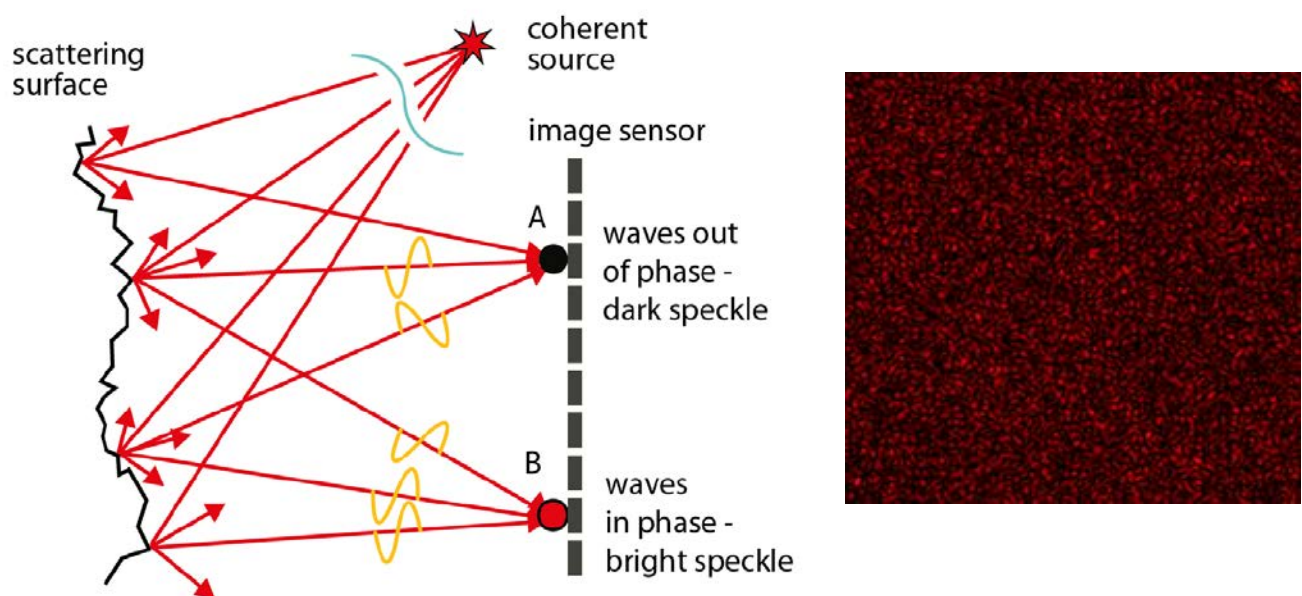 coherent
source
scattering
surface
image sensor
A
waves out
of phase -
dark speckle
B
waves
in phase -
bright speckle